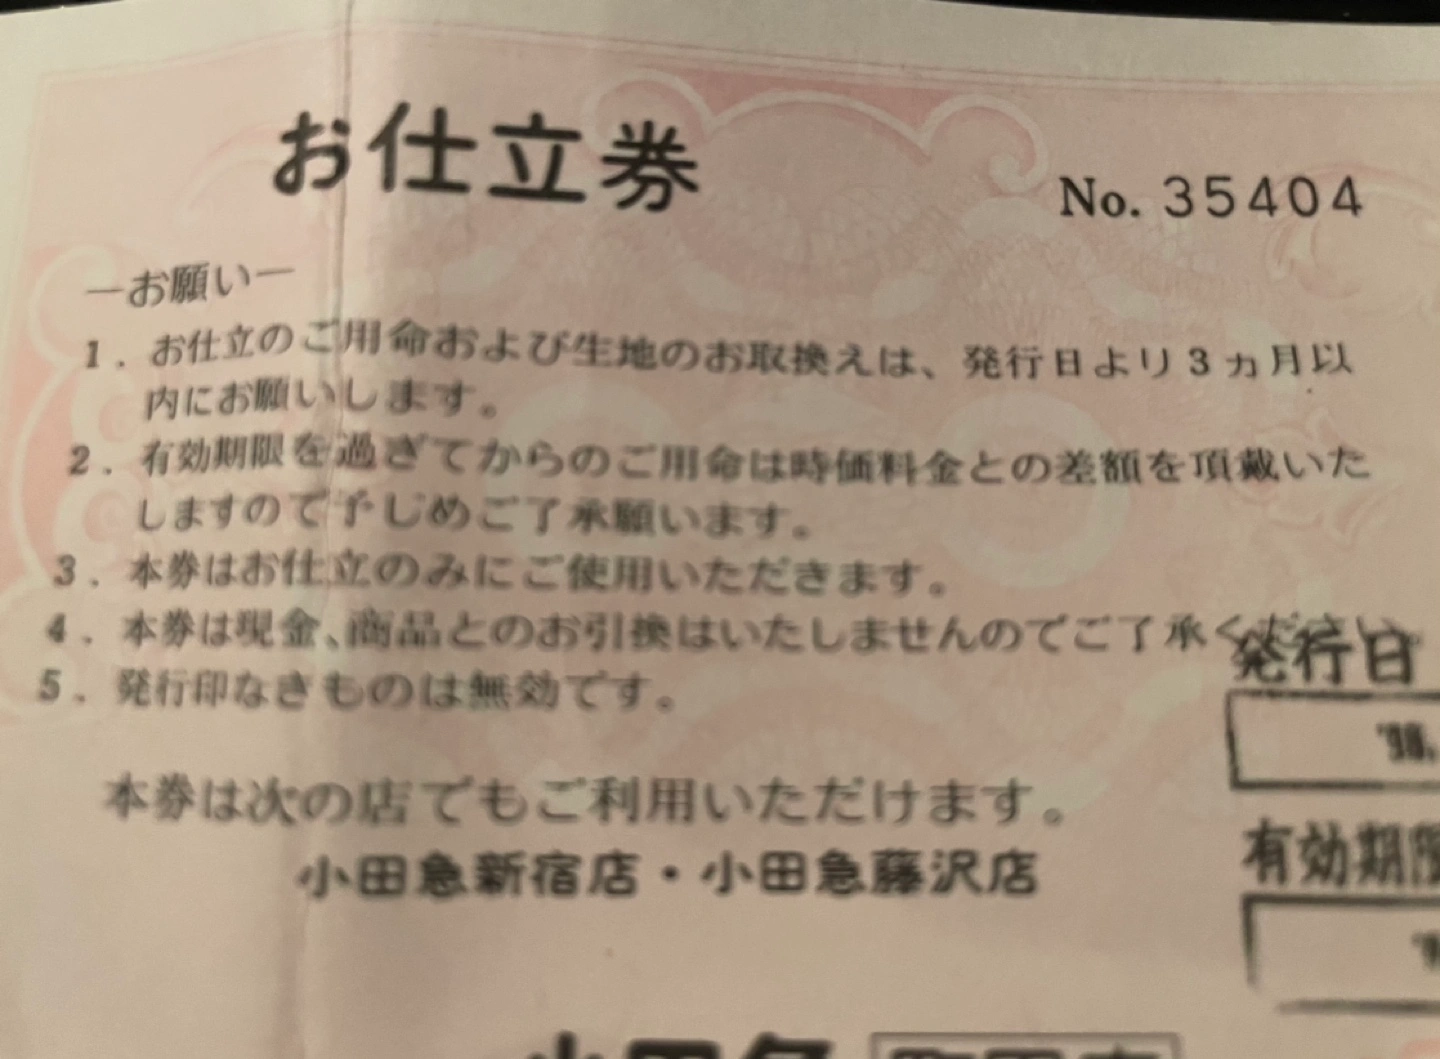 お仕立券
No. 35404
－お願い－
1．お仕立のご用命および生地のお取換えは、発行日より3ヵ月以
内にお願いします。
2．有効期限を過ぎてからのご用命は時価料金との差額を頂戴いた
しますので予じめご了承願います。
3．本券はお仕立のみにご使用いただきます。
4．本券は現金、商品とのお引換はいたしませんのでご了承ください。
5．発行印なきものは無効です。
発行日
'98.
本券は次の店でもご利用いただけます。
小田急新宿店・小田急藤沢店
有効期限
小田急